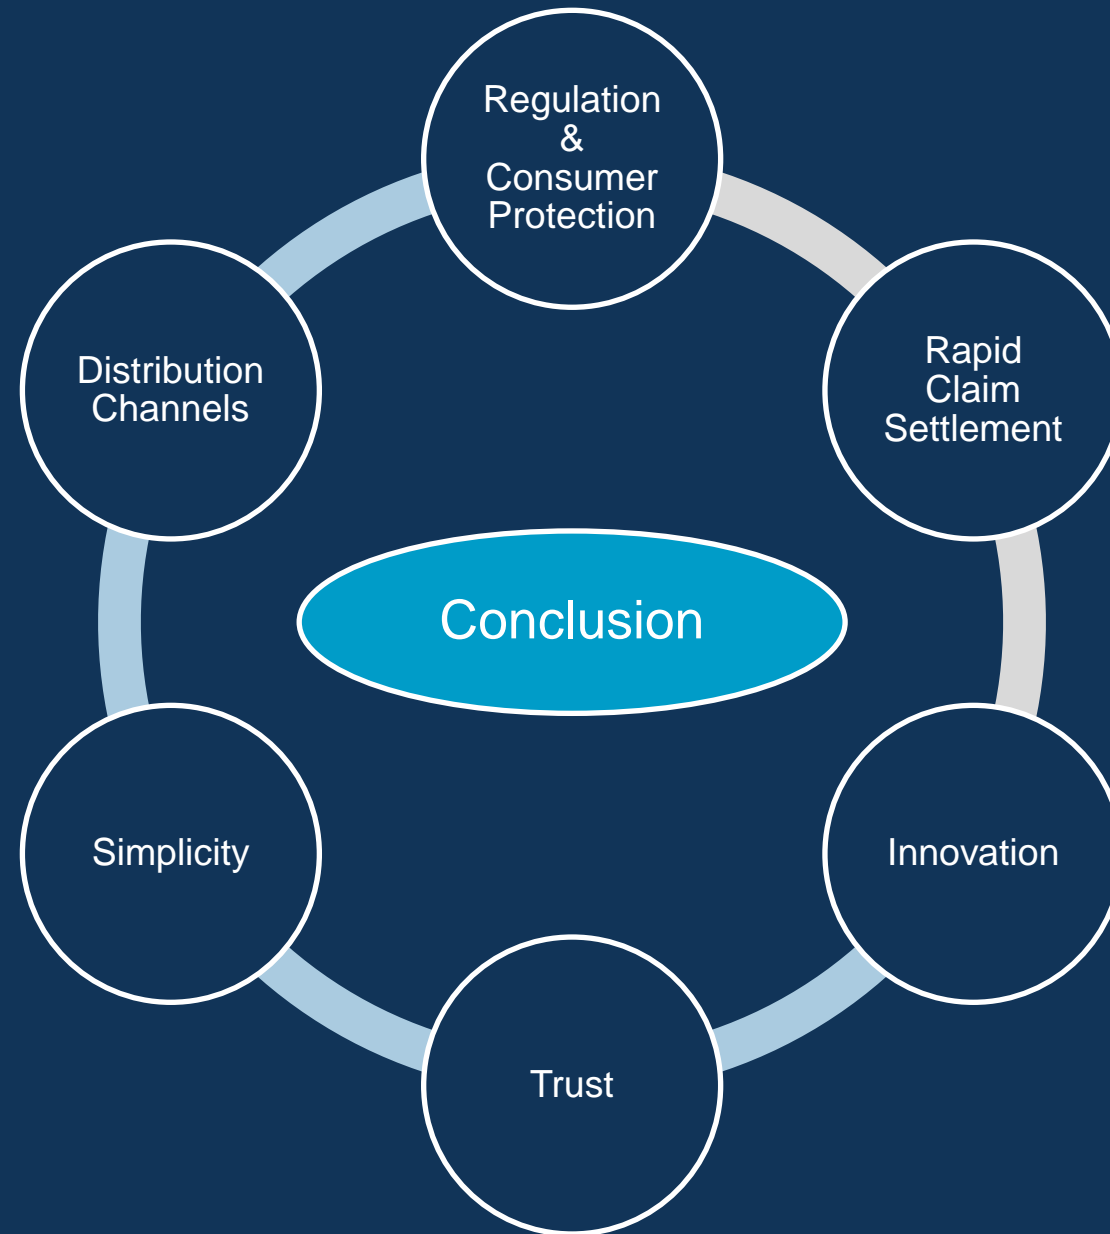 Regulation
&
Consumer
Protection
Rapid
Claim
Settlement
Distribution
Channels
Conclusion
Simplicity
Innovation
Trust